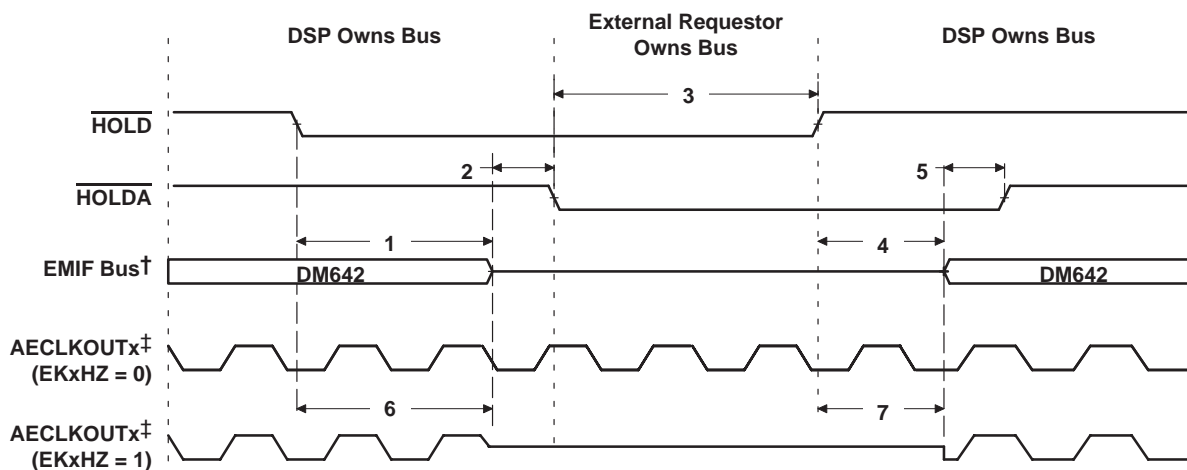 DSP Owns Bus
External Requestor
Owns Bus
DSP Owns Bus
3
HOLD
2
5
HOLDA
1
4
EMIF Bus†
DM642
DM642
AECLKOUTx‡
(EKxHZ = 0)
6
7
AECLKOUTx‡
(EKxHZ = 1)